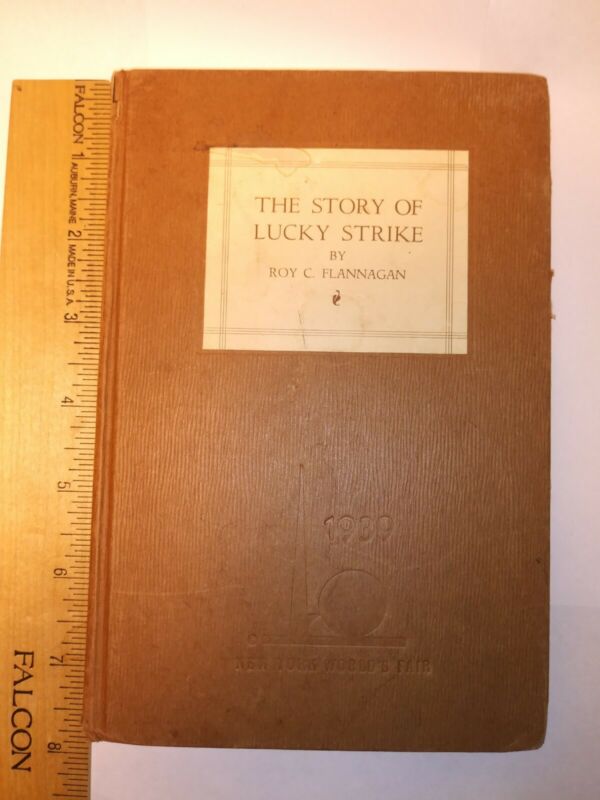 THE STORY OF
LUCKY STRIKE
BY
ROY C. FLANNAGAN
1939
NEW YORK WORLD'S FAIR
FALCON
AUBURN, MAINE
MADE IN U.S.A.
1
2
3
4
5
6
7
8
FALCON